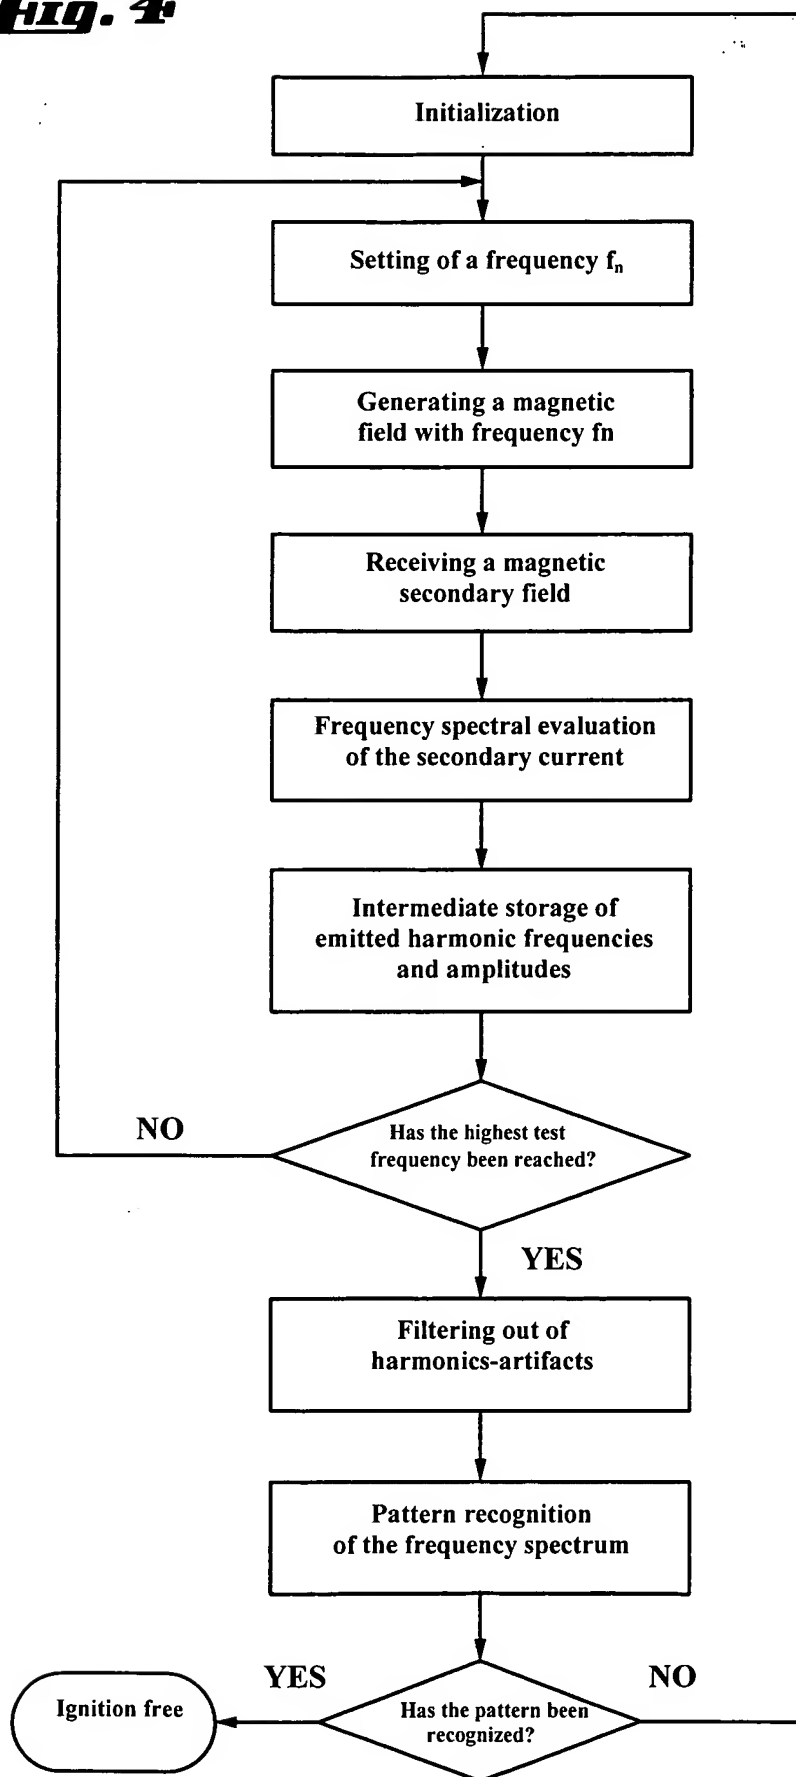 Fig. 4
Initialization
Setting of a frequency fₙ
Generating a magnetic
field with frequency fn
Receiving a magnetic
secondary field
Frequency spectral evaluation
of the secondary current
Intermediate storage of
emitted harmonic frequencies
and amplitudes
NO
Has the highest test
frequency been reached?
YES
Filtering out of
harmonics-artifacts
Pattern recognition
of the frequency spectrum
YES
NO
Ignition free
Has the pattern been
recognized?